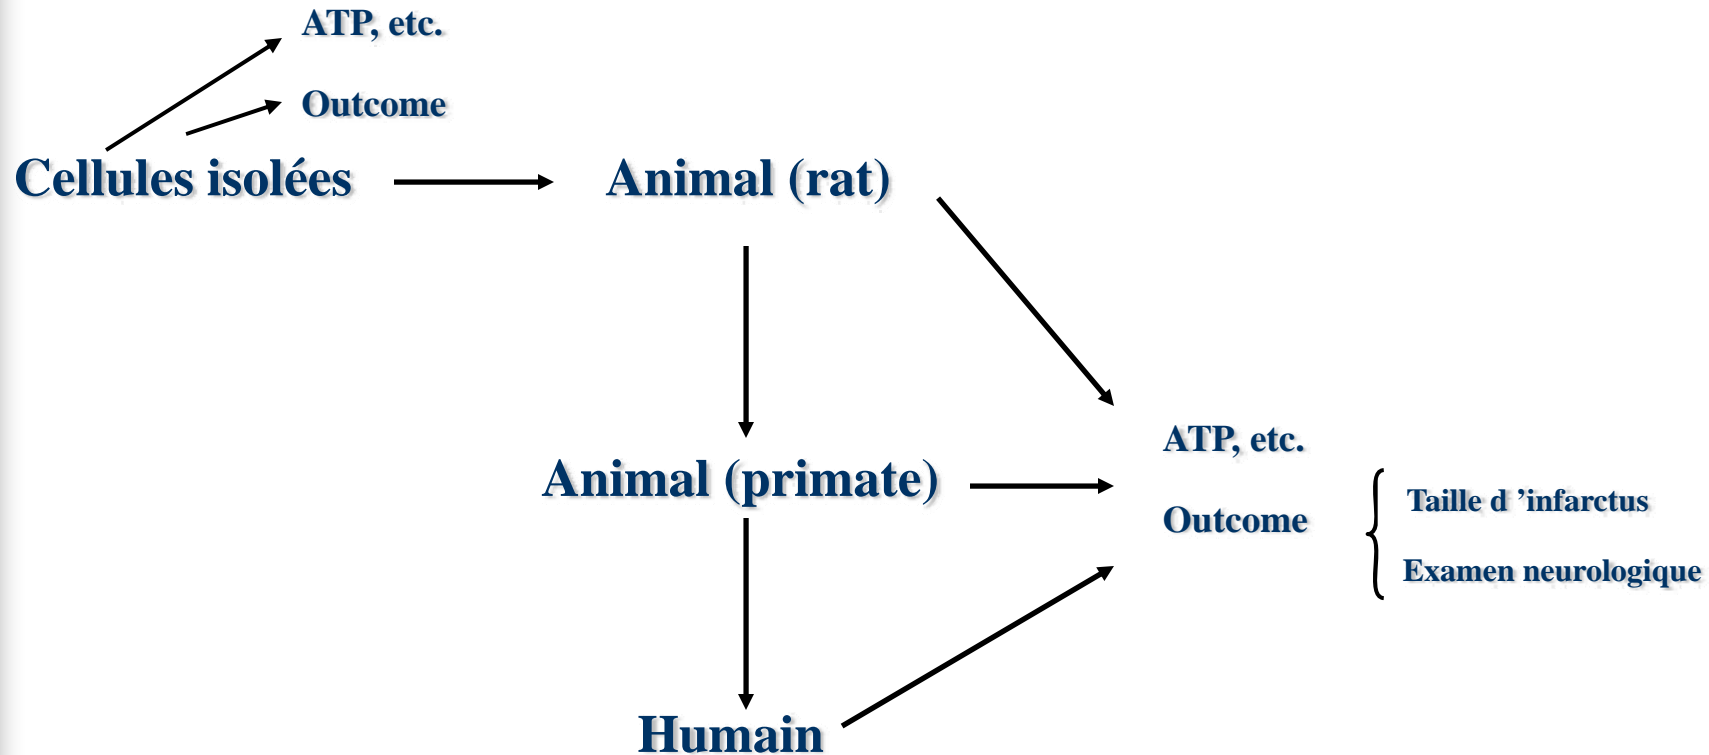 ATP, etc.
Outcome
Cellules isolées
Animal (rat)
Animal (primate)
ATP, etc.
Outcome
Taille d ’infarctus
Examen neurologique
Humain